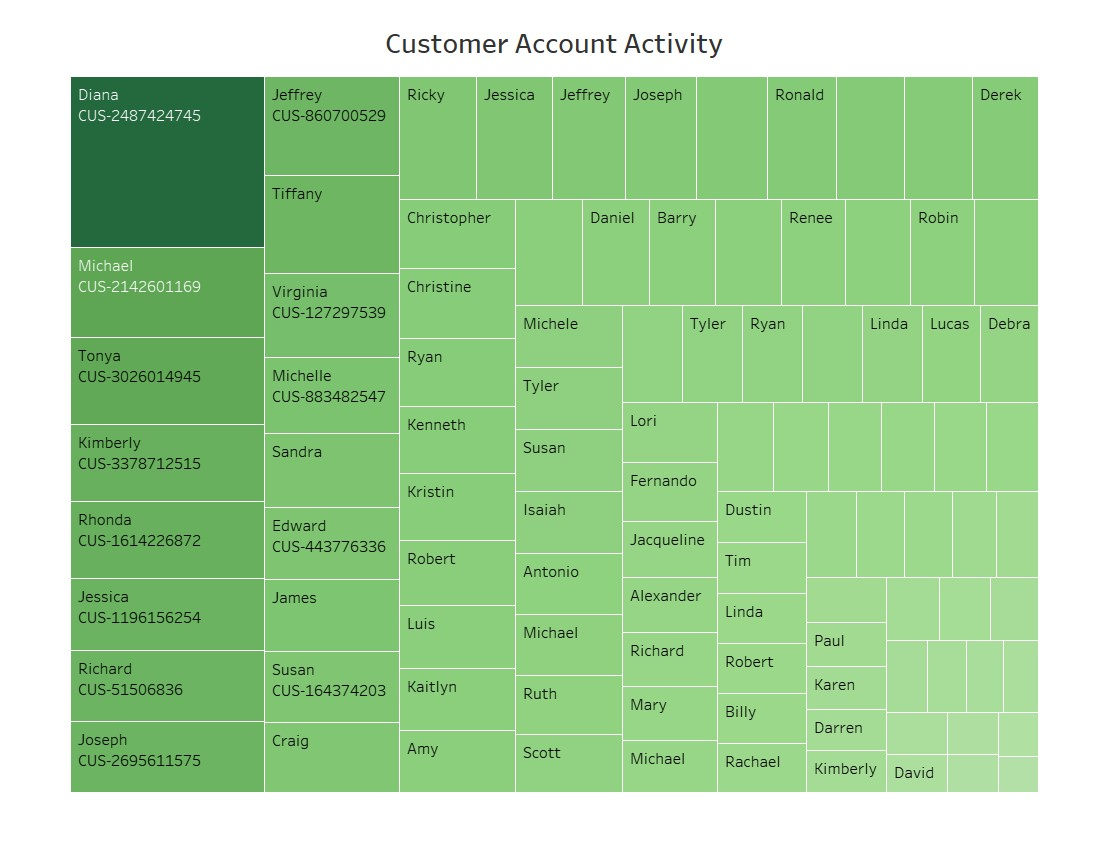 Customer Account Activity
Diana
CUS-2487424745
Michael
CUS-2142601169
Tonya
CUS-3026014945
Kimberly
CUS-3378712515
Rhonda
CUS-1614226872
Jessica
CUS-1196156254
Richard
CUS-51506836
Joseph
CUS-2695611575
Jeffrey
CUS-860700529
Tiffany
Virginia
CUS-127297539
Michelle
CUS-883482547
Sandra
Edward
CUS-443776336
James
Susan
CUS-164374203
Craig
Ricky
Jessica
Jeffrey
Joseph
Ronald
Derek
Christopher
Christine
Ryan
Kenneth
Kristin
Robert
Luis
Kaitlyn
Amy
Daniel
Barry
Renee
Robin
Michele
Tyler
Susan
Isaiah
Antonio
Michael
Ruth
Scott
Tyler
Ryan
Linda
Lucas
Debra
Lori
Fernando
Jacqueline
Alexander
Richard
Mary
Michael
Dustin
Tim
Linda
Robert
Billy
Rachael
Paul
Karen
Darren
Kimberly
David